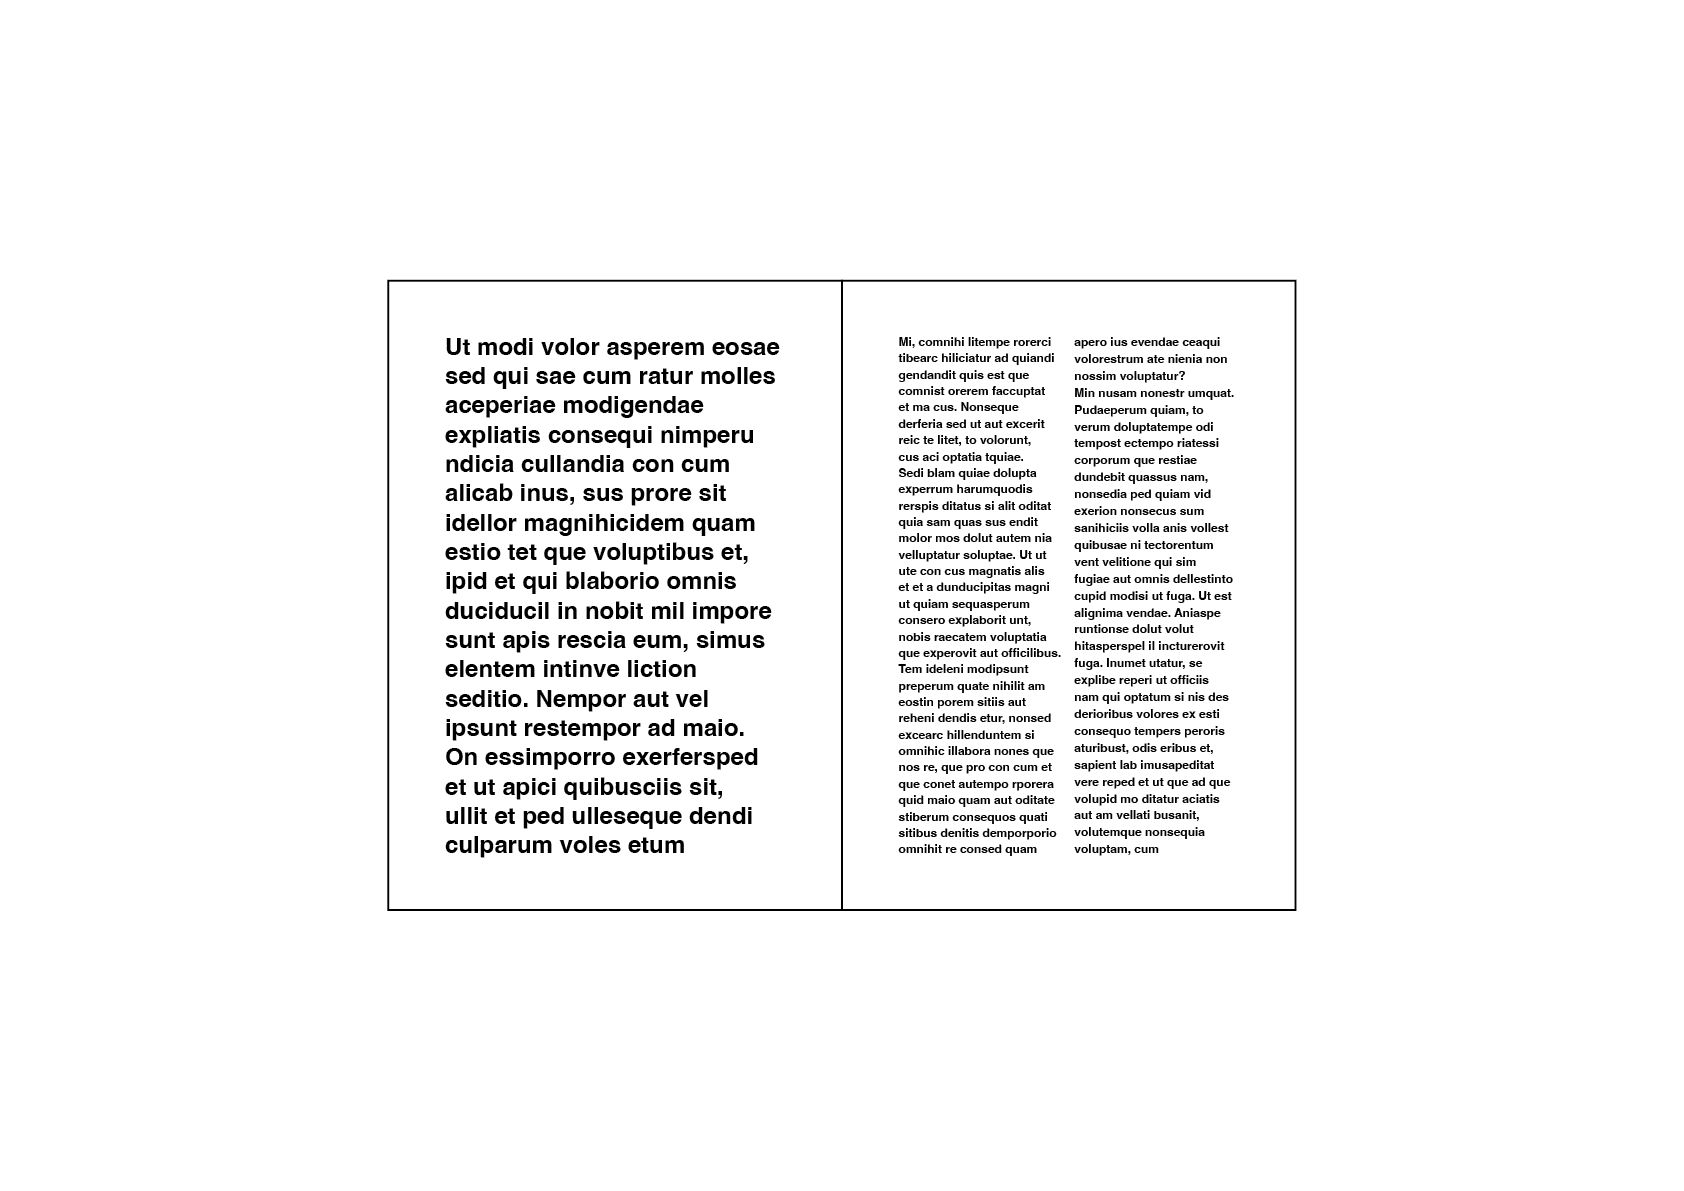 Ut modi volor asperem eosae
sed qui sae cum ratur molles
aceperiae modigendae
expliatis consequi nimperu
ndicia cullandia con cum
alicab inus, sus prore sit
idellor magnihicidem quam
estio tet que voluptibus et,
ipid et qui blaborio omnis
duciducil in nobit mil impore
sunt apis rescia eum, simus
elentem intinve liction
seditio. Nempor aut vel
ipsunt restempor ad maio.
On essimporro exerfersped
et ut apici quibusciis sit,
ullit et ped ulleseque dendi
culparum voles etum
Mi, comnihi litempe rorerci
tibearc hiliciatur ad quiandi
gendandit quis est que
comnist orerem faccuptat
et ma cus. Nonseque
derferia sed ut aut excerit
reic te litet, to volorunt,
cus aci optatia tquiae.
Sedi blam quiae dolupta
experrum harumquodis
rerspis ditatus si alit oditat
quia sam quas sus endit
molor mos dolut autem nia
velluptatur soluptae. Ut ut
ute con cus magnatis alis
et et a dunducipitas magni
ut quiam sequasperum
consero explaborit unt,
nobis raecatem voluptatia
que experovit aut officilibus.
Tem ideleni modipsunt
preperum quate nihilit am
eostin porem sitiis aut
reheni dendis etur, nonsed
excearc hillenduntem si
omnihic illabora nones que
nos re, que pro con cum et
que conet autempo rporera
quid maio quam aut oditate
stiberum consequos quati
sitibus denitis demporporio
omnihit re consed quam
apero ius evendae ceaqui
volorestrum ate nienia non
nossim voluptatur?
Min nusam nonestr umquat.
Pudaeperum quiam, to
verum doluptatempe odi
tempost ectempo riatessi
corporum que restiae
dundebit quassus nam,
nonsedia ped quiam vid
exerion nonsecus sum
sanihiciis volla anis vollest
quibusae ni tectorentum
vent velitione qui sim
fugiae aut omnis dellestinto
cupid modisi ut fuga. Ut est
alignima vendae. Aniaspe
runtionse dolut volut
hitasperspel il incturerovit
fuga. Inumet utatur, se
explibe reperi ut officiis
nam qui optatum si nis des
derioribus volores ex esti
consequo tempers peroris
aturibust, odis eribus et,
sapient lab imusapeditat
vere reped et ut que ad que
volupid mo ditatur aciatis
aut am vellati busanit,
volutemque nonsequia
voluptam, cum